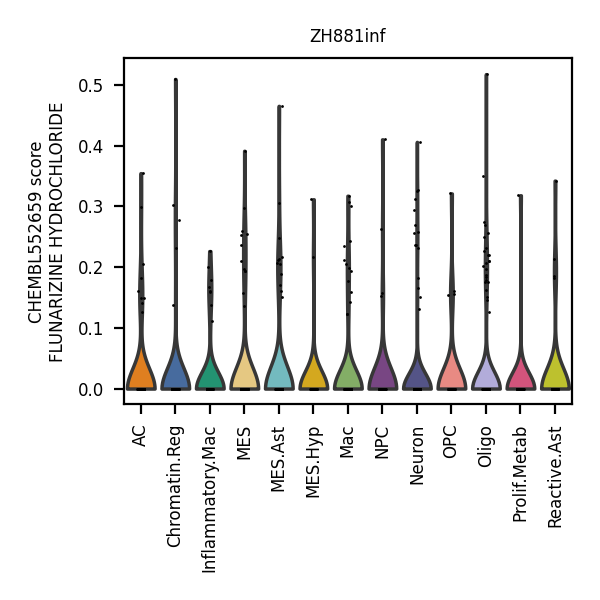 ZH881inf
CHEMBL552659 score
FLUNARIZINE HYDROCHLORIDE
0.5
0.4
0.3
0.2
0.1
0.0
AC
Chromatin.Reg
Inflammatory.Mac
MES
MES.Ast
MES.Hyp
Mac
NPC
Neuron
OPC
Oligo
Prolif.Metab
Reactive.Ast